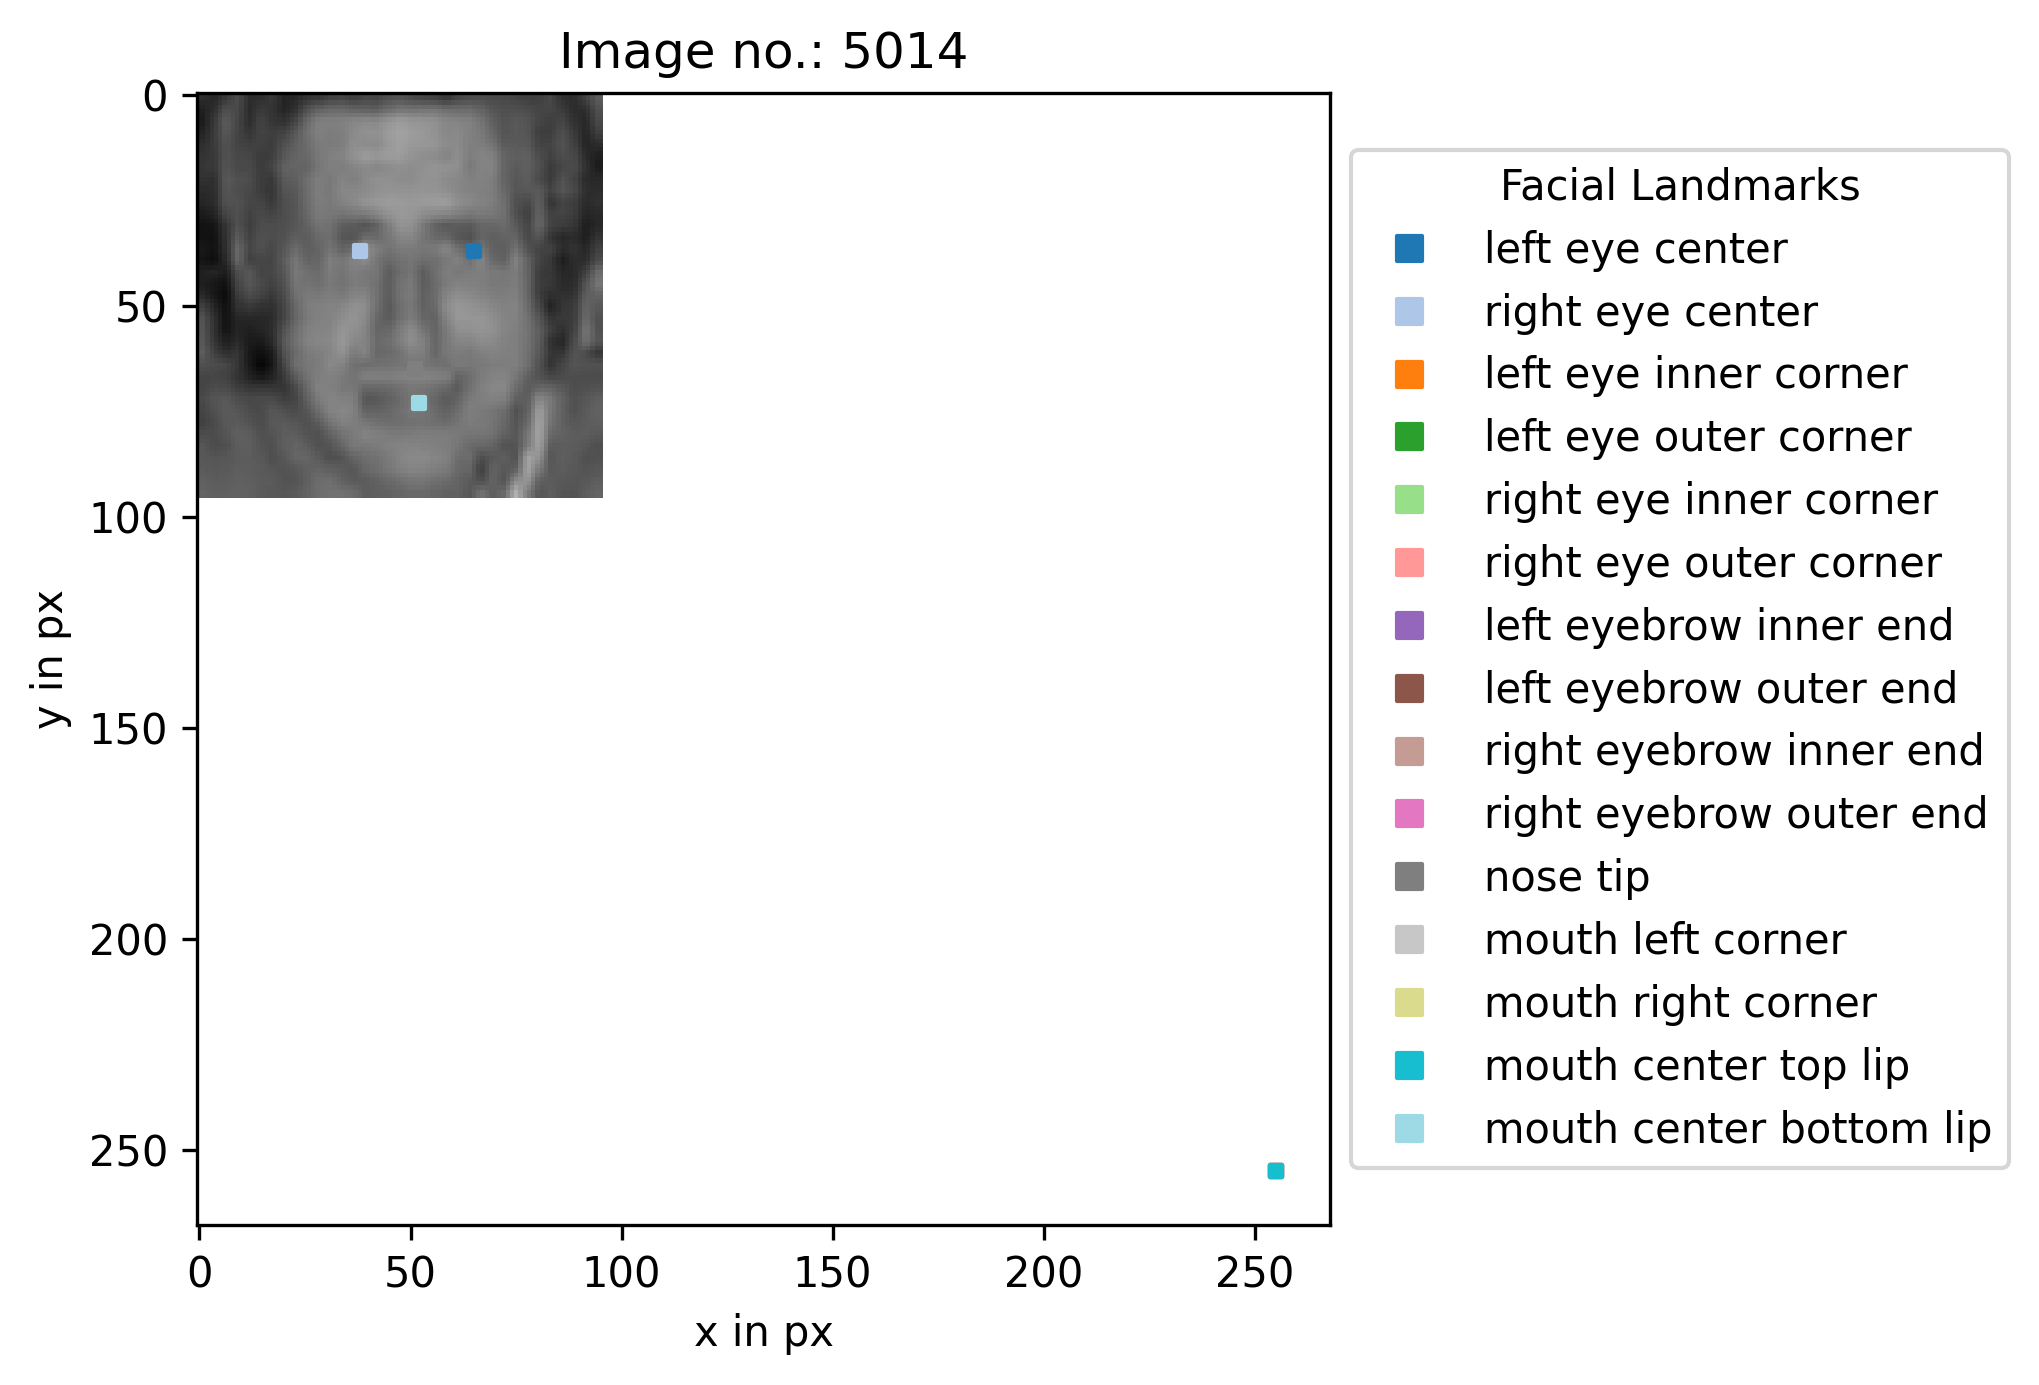 Image no.: 5014
0
50
100
150
200
250
y in px
0 50 100 150 200 250
x in px
Facial Landmarks
left eye center
right eye center
left eye inner corner
left eye outer corner
right eye inner corner
right eye outer corner
left eyebrow inner end
left eyebrow outer end
right eyebrow inner end
right eyebrow outer end
nose tip
mouth left corner
mouth right corner
mouth center top lip
mouth center bottom lip